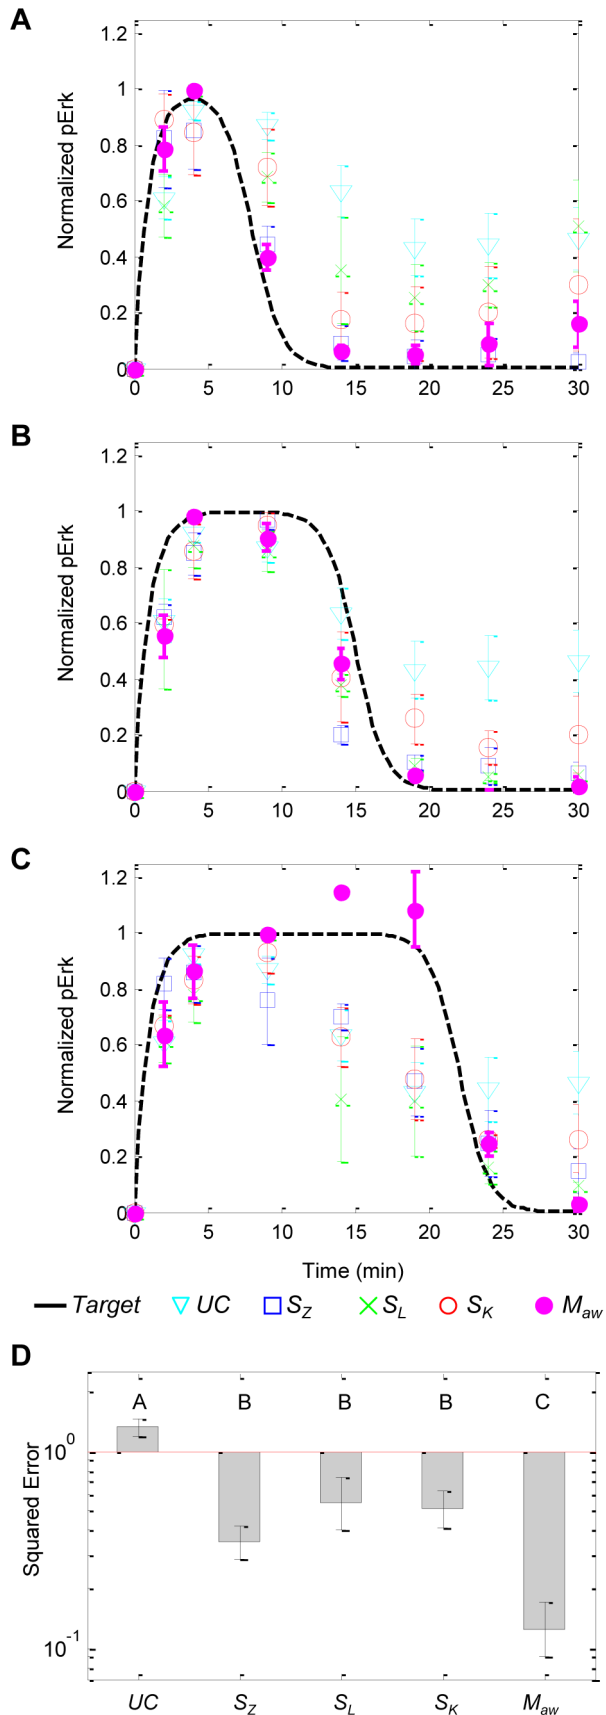 A
1.2
1
0.8
0.6
0.4
0.2
0
Normalized pErk
0 5 10 15 20 25 30
B
1.2
1
0.8
0.6
0.4
0.2
0
Normalized pErk
0 5 10 15 20 25 30
C
1.2
1
0.8
0.6
0.4
0.2
0
Normalized pErk
0 5 10 15 20 25 30
Time (min)
Target UC S_Z S_L S_K M_aw
D
A B B B C
10^0
10^-1
Squared Error
UC S_Z S_L S_K M_aw